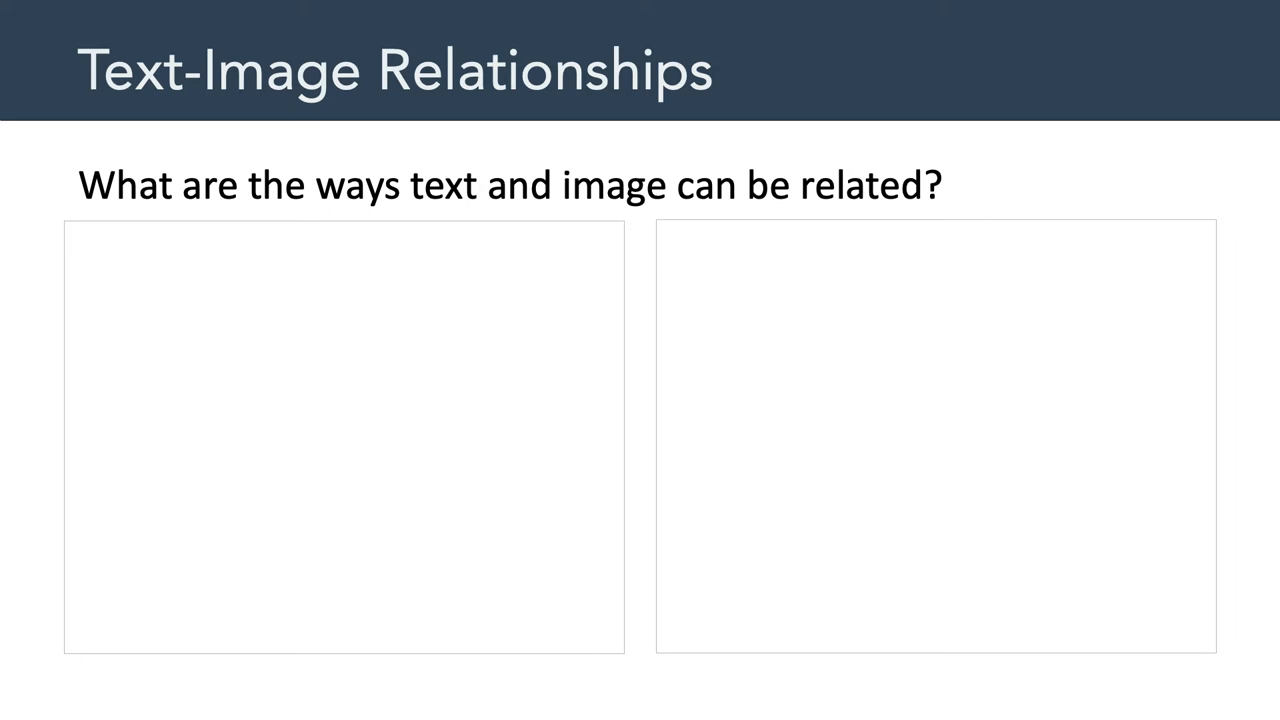 Text-Image Relationships
What are the ways text and image can be related?